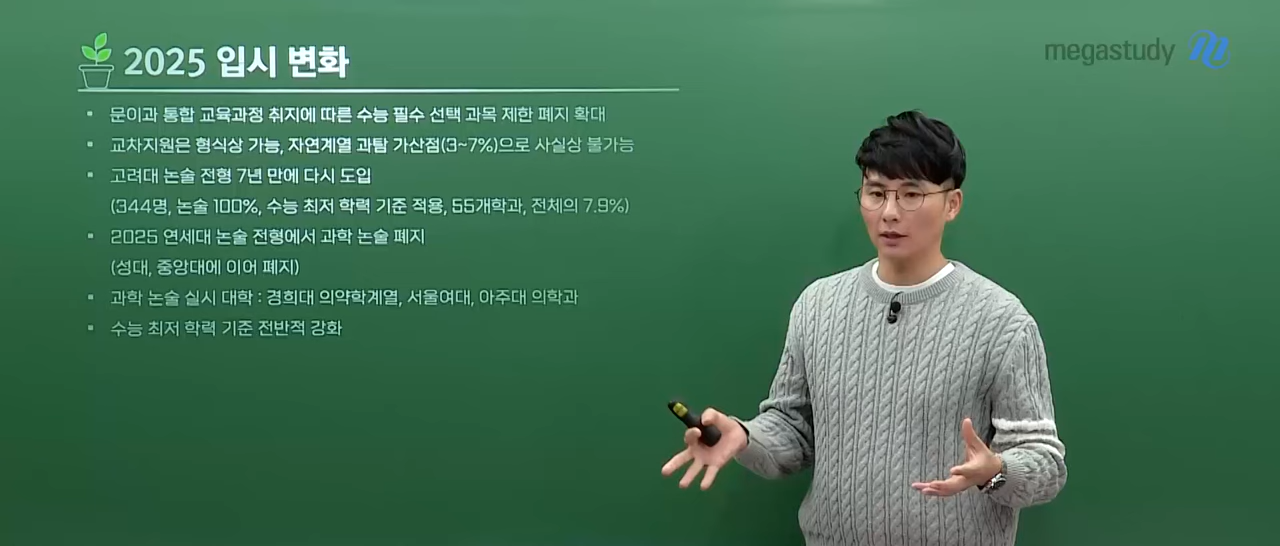 2025 입시 변화
megastudy
▪ 문이과 통합 교육과정 취지에 따른 수능 필수 선택 과목 제한 폐지 확대
▪ 교차지원은 형식상 가능, 자연계열 과탐 가산점(3~7%)으로 사실상 불가능
▪ 고려대 논술 전형 7년 만에 다시 도입
(344명, 논술 100%, 수능 최저 학력 기준 적용, 55개학과, 전체의 7.9%)
▪ 2025 연세대 논술 전형에서 과학 논술 폐지
(성대, 중앙대에 이어 폐지)
▪ 과학 논술 실시 대학 : 경희대 의약학계열, 서울여대, 아주대 의학과
▪ 수능 최저 학력 기준 전반적 강화